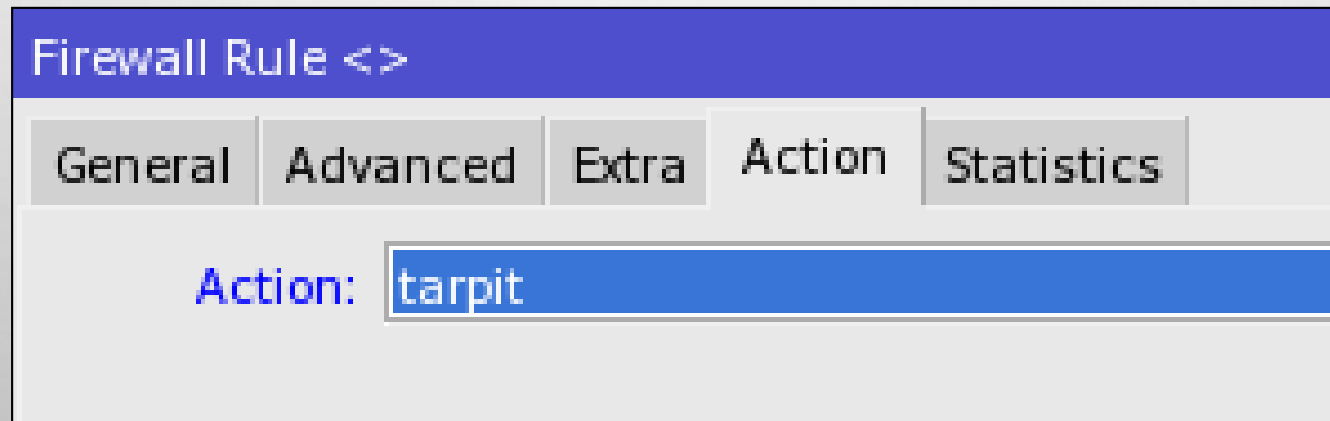 Firewall Rule <>
General Advanced Extra Action Statistics
Action: tarpit